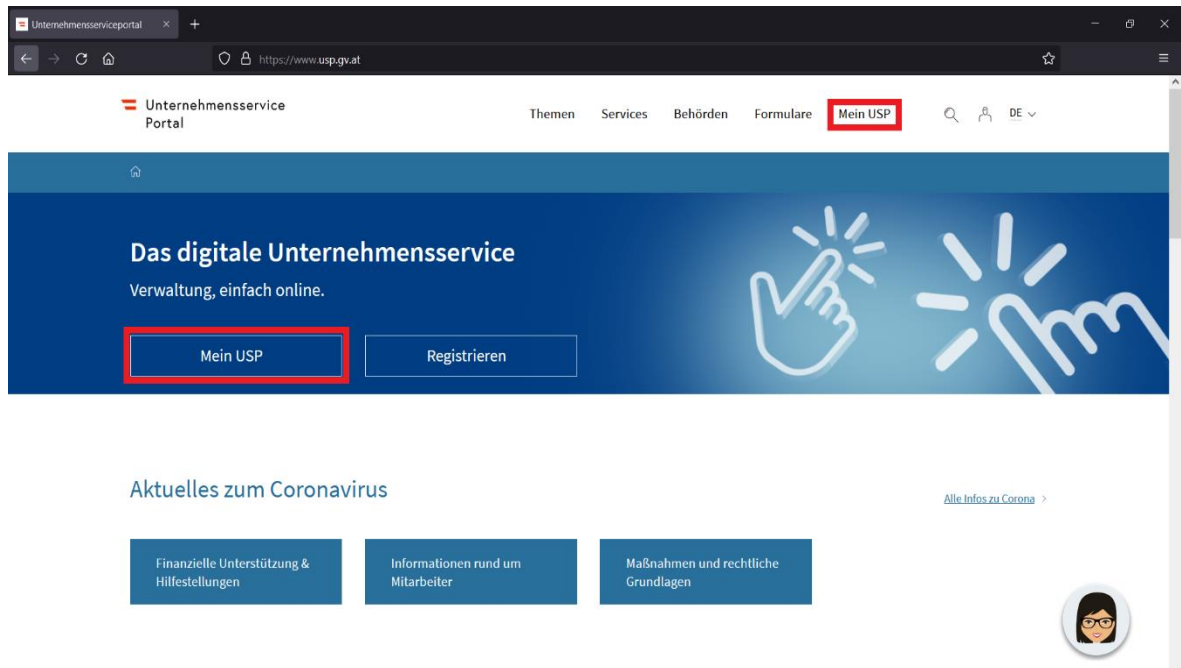 Unternehmensserviceportal
https://www.usp.gv.at
Unternehmensservice
Portal
Themen Services Behörden Formulare Mein USP DE
Das digitale Unternehmensservice
Verwaltung, einfach online.
Mein USP Registrieren
Aktuelles zum Coronavirus
Alle Infos zu Corona
Finanzielle Unterstützung & Informationen rund um Maßnahmen und rechtliche
Hilfestellungen Mitarbeiter Grundlagen